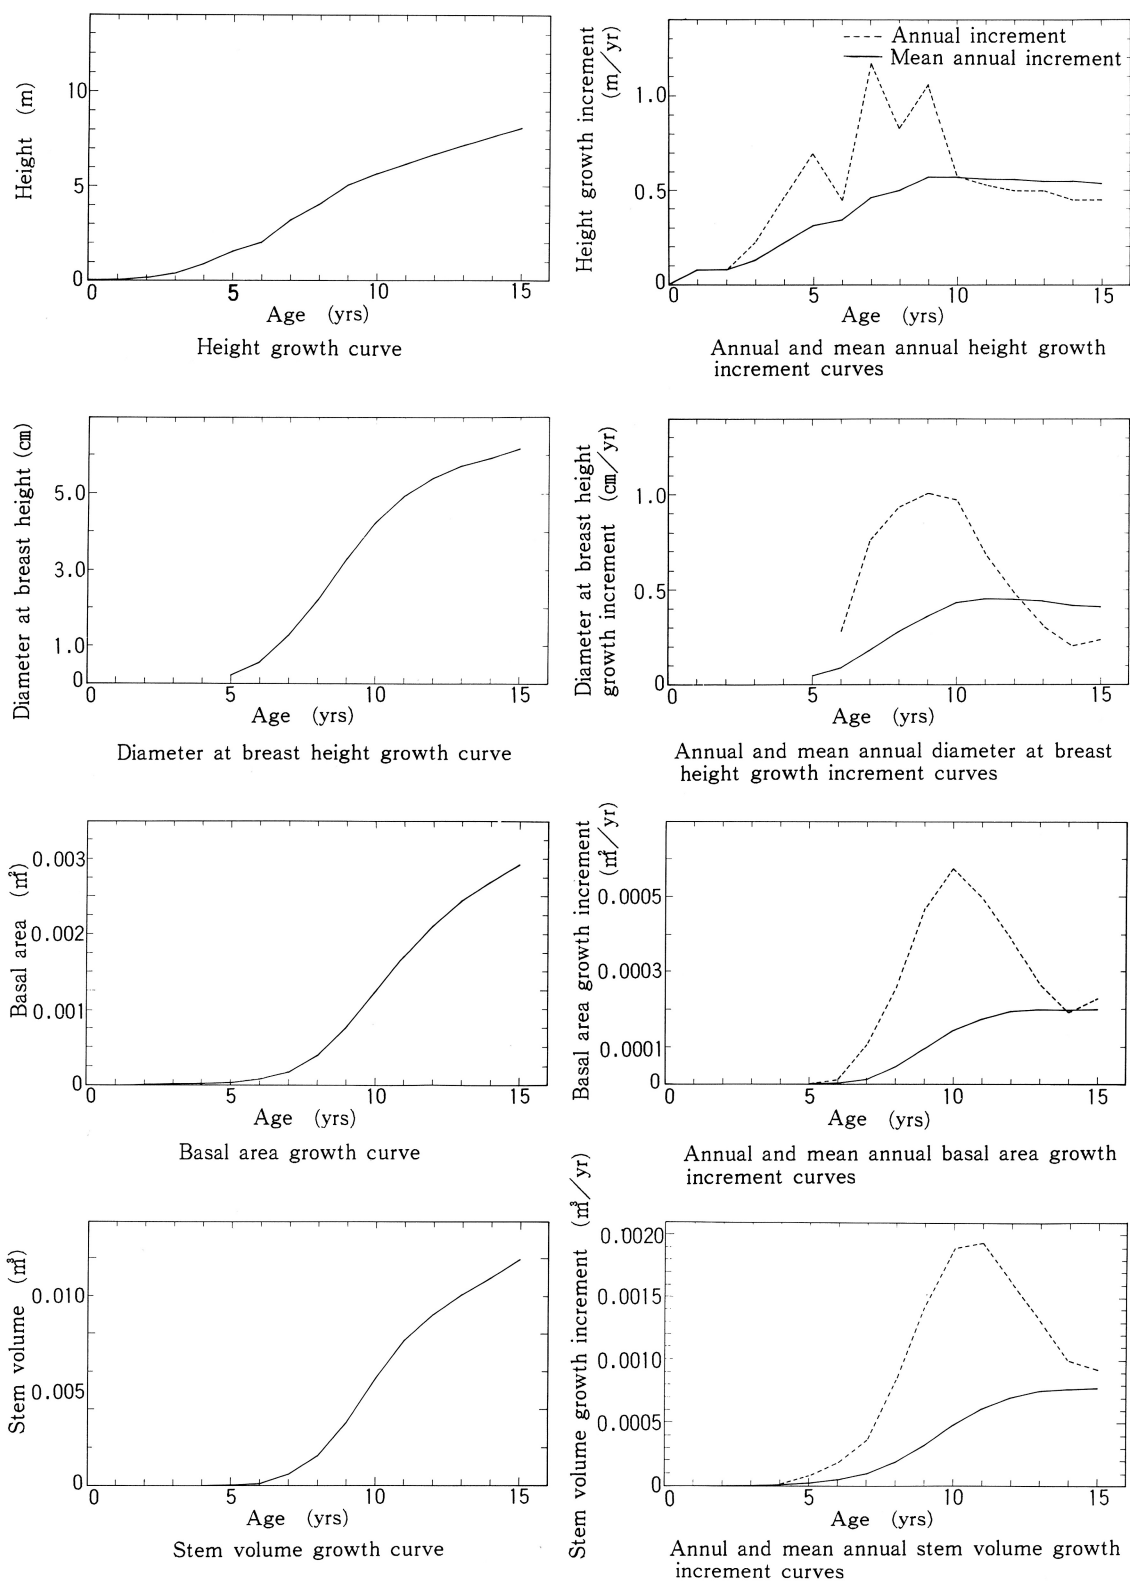 Height (m)
10
5
0
0 5 10 15
Age (yrs)
Height growth curve
Height growth increment
(m/yr)
Annual increment
Mean annual increment
1.0
0.5
0
0 5 10 15
Age (yrs)
Annual and mean annual height growth
increment curves
Diameter at breast height (cm)
5.0
3.0
1.0
0
0 5 10 15
Age (yrs)
Diameter at breast height growth curve
Diameter at breast height
growth increment (cm/yr)
1.0
0.5
0
0 5 10 15
Age (yrs)
Annual and mean annual diameter at breast
height growth increment curves
Basal area (m²)
0.003
0.002
0.001
0
0 5 10 15
Age (yrs)
Basal area growth curve
Basal area growth increment
(m²/yr)
0.0005
0.0003
0.0001
0
0 5 10 15
Age (yrs)
Annual and mean annual basal area growth
increment curves
Stem volume (m³)
0.010
0.005
0
0 5 10 15
Age (yrs)
Stem volume growth curve
Stem volume growth increment (m³/yr)
0.0020
0.0015
0.0010
0.0005
0
0 5 10 15
Age (yrs)
Annul and mean annual stem volume growth
increment curves